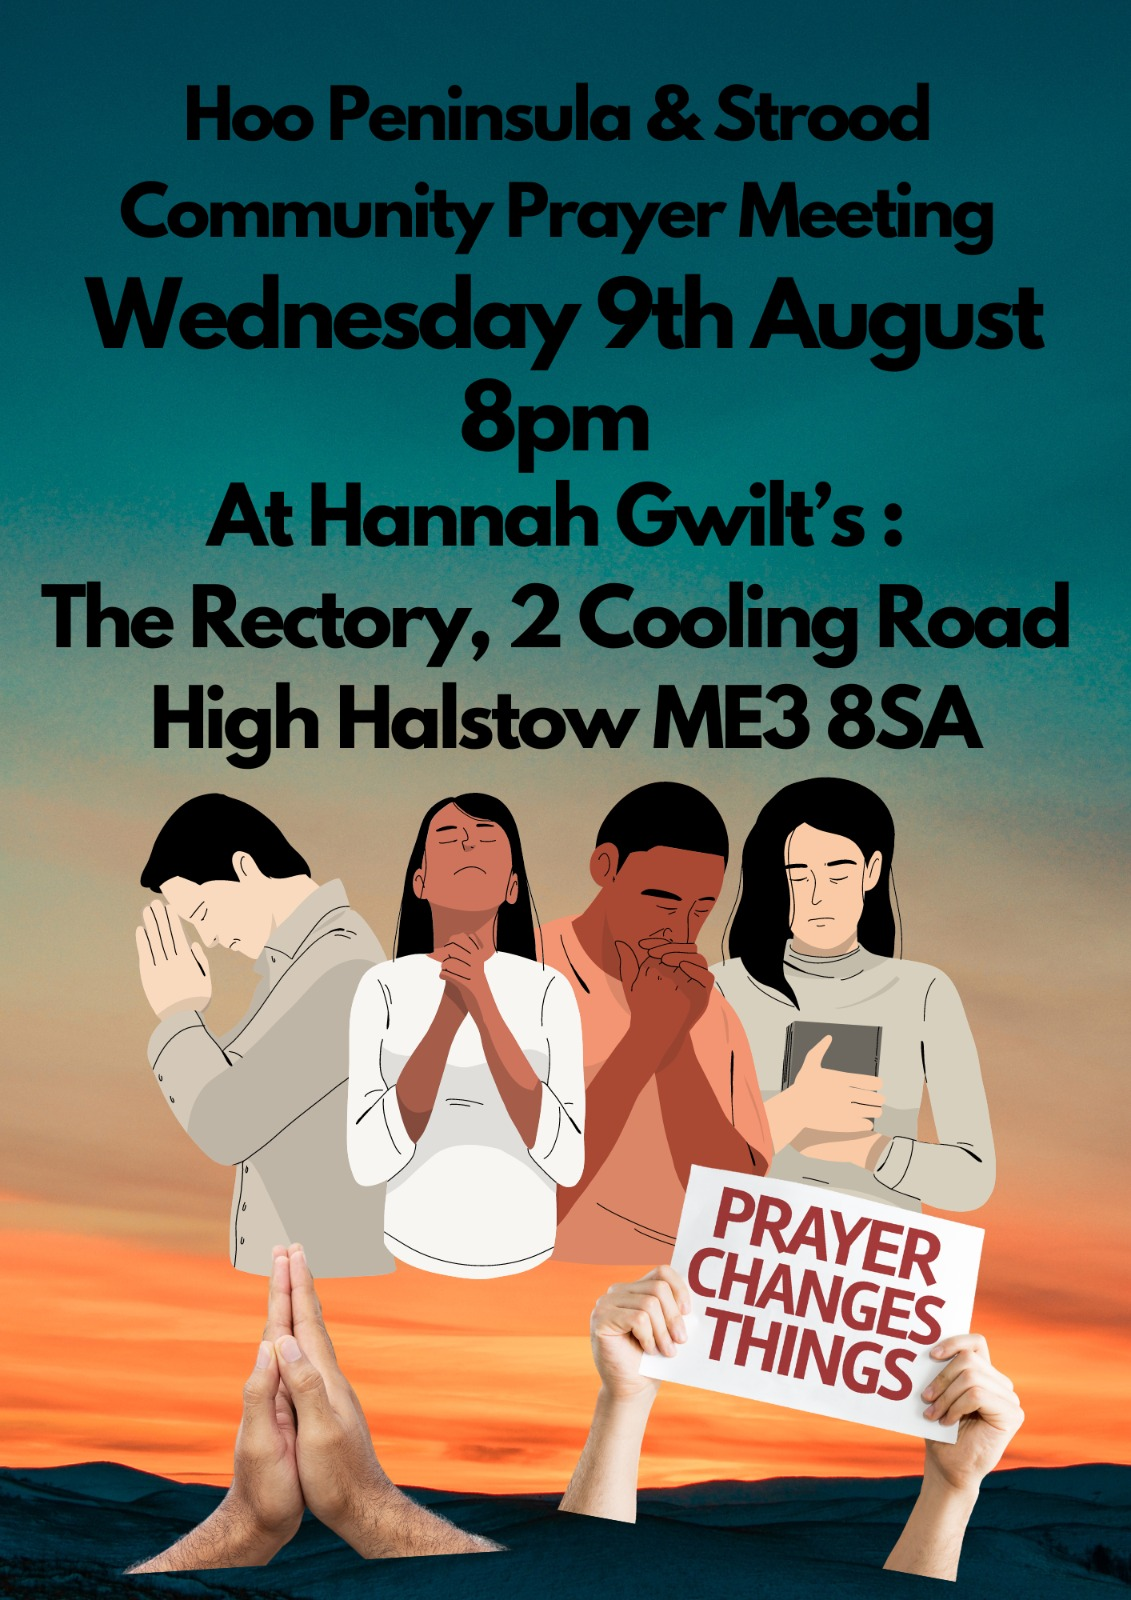 Hoo Peninsula & Strood
Community Prayer Meeting
Wednesday 9th August
8pm
At Hannah Gwilt’s :
The Rectory, 2 Cooling Road
High Halstow ME3 8SA
PRAYER
CHANGES
THINGS